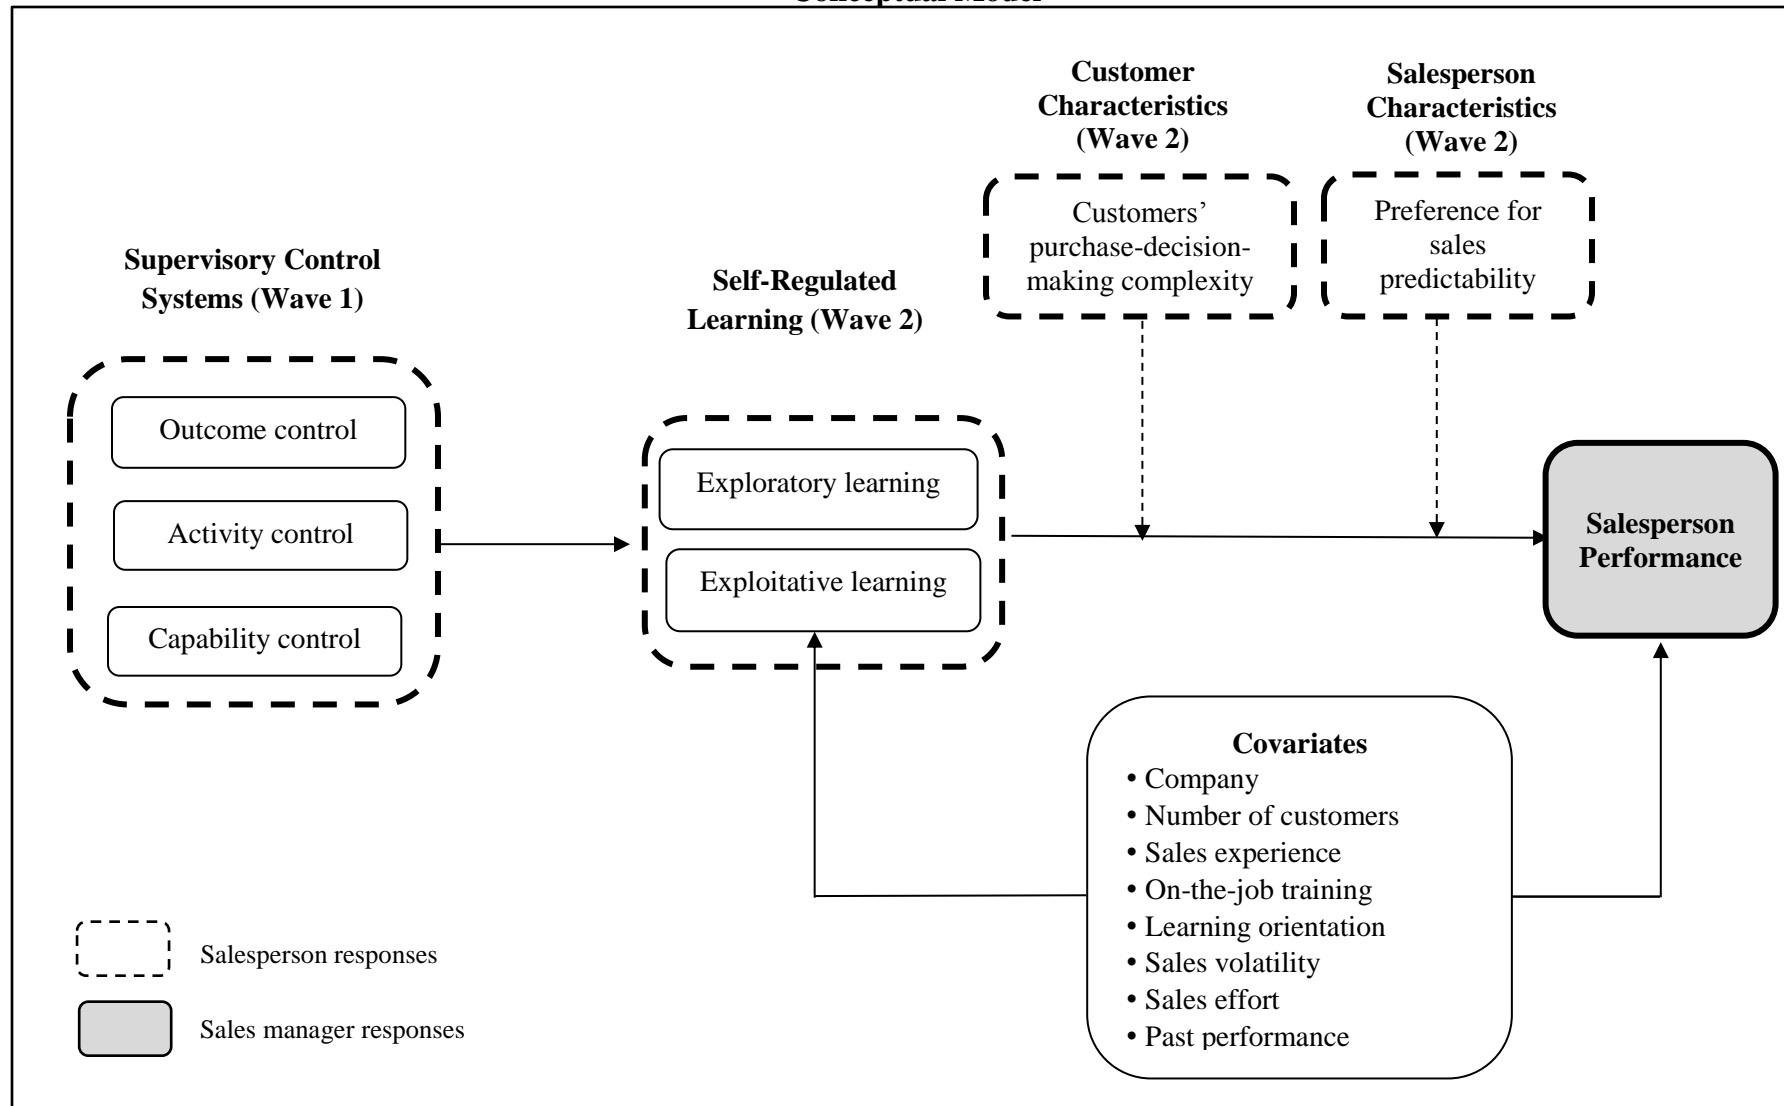 Conceptual Model
Customer
Characteristics
(Wave 2)
Salesperson
Characteristics
(Wave 2)
Customers’
purchase-decision-
making complexity
Preference for
sales
predictability
Supervisory Control
Systems (Wave 1)
Self-Regulated
Learning (Wave 2)
Outcome control
Activity control
Capability control
Exploratory learning
Exploitative learning
Salesperson
Performance
Covariates
• Company
• Number of customers
• Sales experience
• On-the-job training
• Learning orientation
• Sales volatility
• Sales effort
• Past performance
Salesperson responses
Sales manager responses